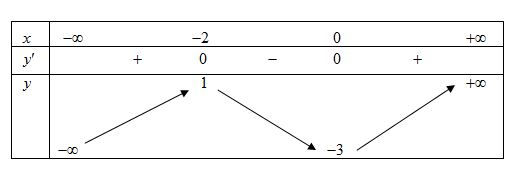 x −∞ −2 0 +∞
y′ + 0 − 0 +
y 1 +∞
−∞ −3